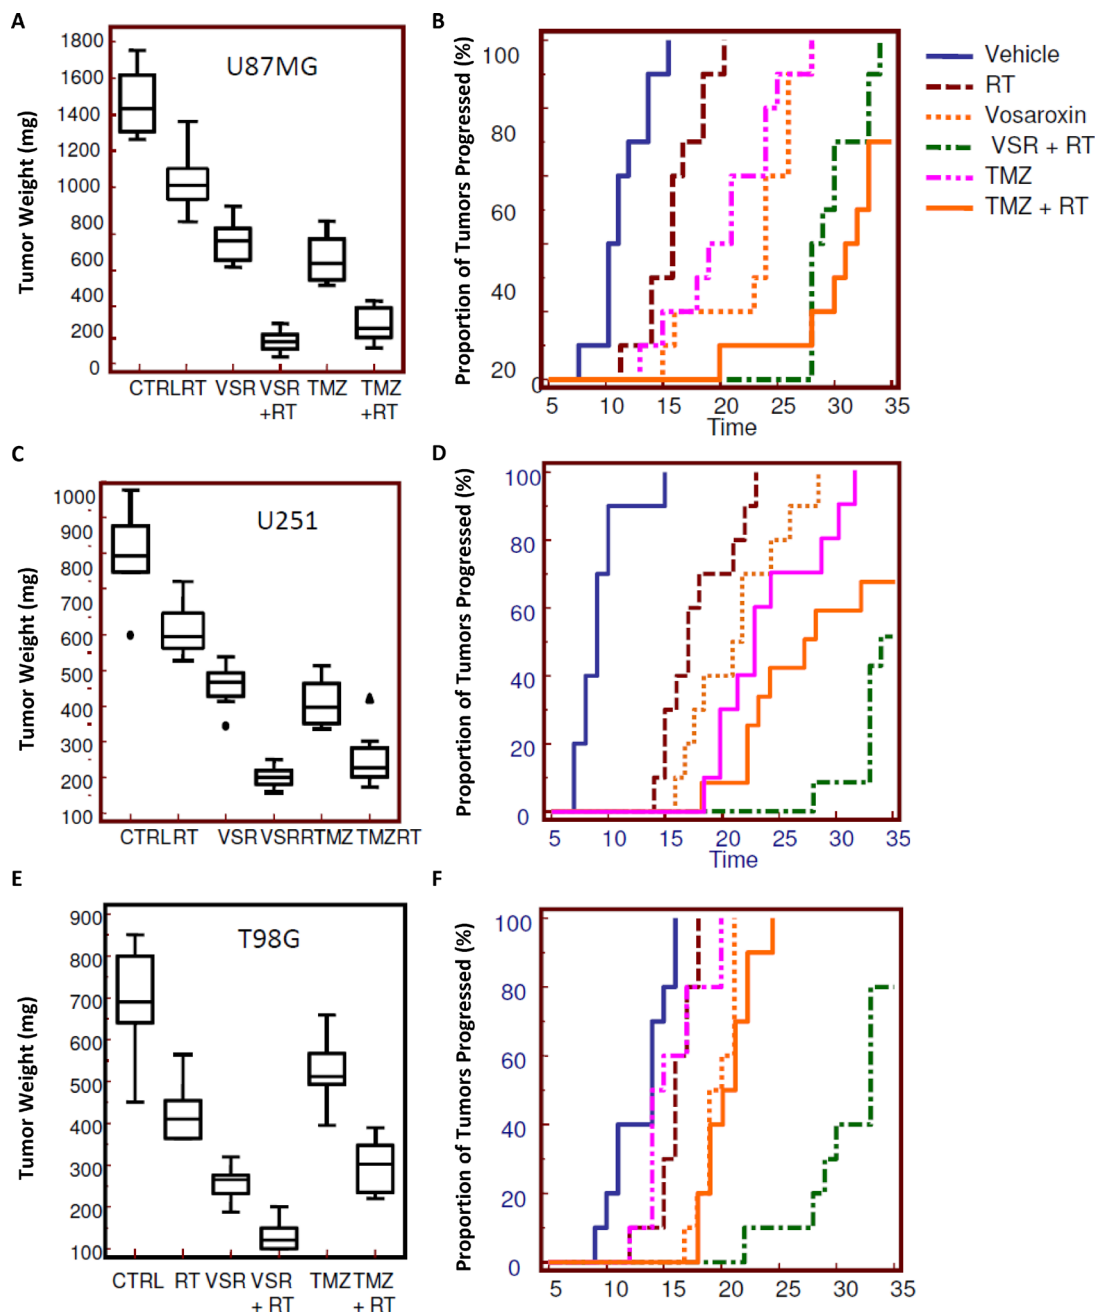 A
Tumor Weight (mg)
1800
1600
1400
1200
1000
800
600
400
200
0
U87MG
CTRLRT VSR VSR TMZ TMZ
+RT +RT
B
Proportion of Tumors Progressed (%)
100
80
40
20
0
5 10 15 20 25 30 35
Time
Vehicle
RT
Vosaroxin
VSR + RT
TMZ
TMZ + RT
C
Tumor Weight (mg)
1000
900
800
700
600
500
400
300
200
100
U251
CTRLRT VSR VSRRTTMZ TMZRT
D
Proportion of Tumors Progressed (%)
100
80
60
40
20
0
5 10 15 20 25 30 35
Time
E
Tumor Weight (mg)
900
700
500
400
300
200
100
T98G
CTRL RT VSR VSR TMZTMZ
+ RT + RT
F
Proportion of Tumors Progressed (%)
100
80
60
40
20
0
5 10 15 20 25 30 35